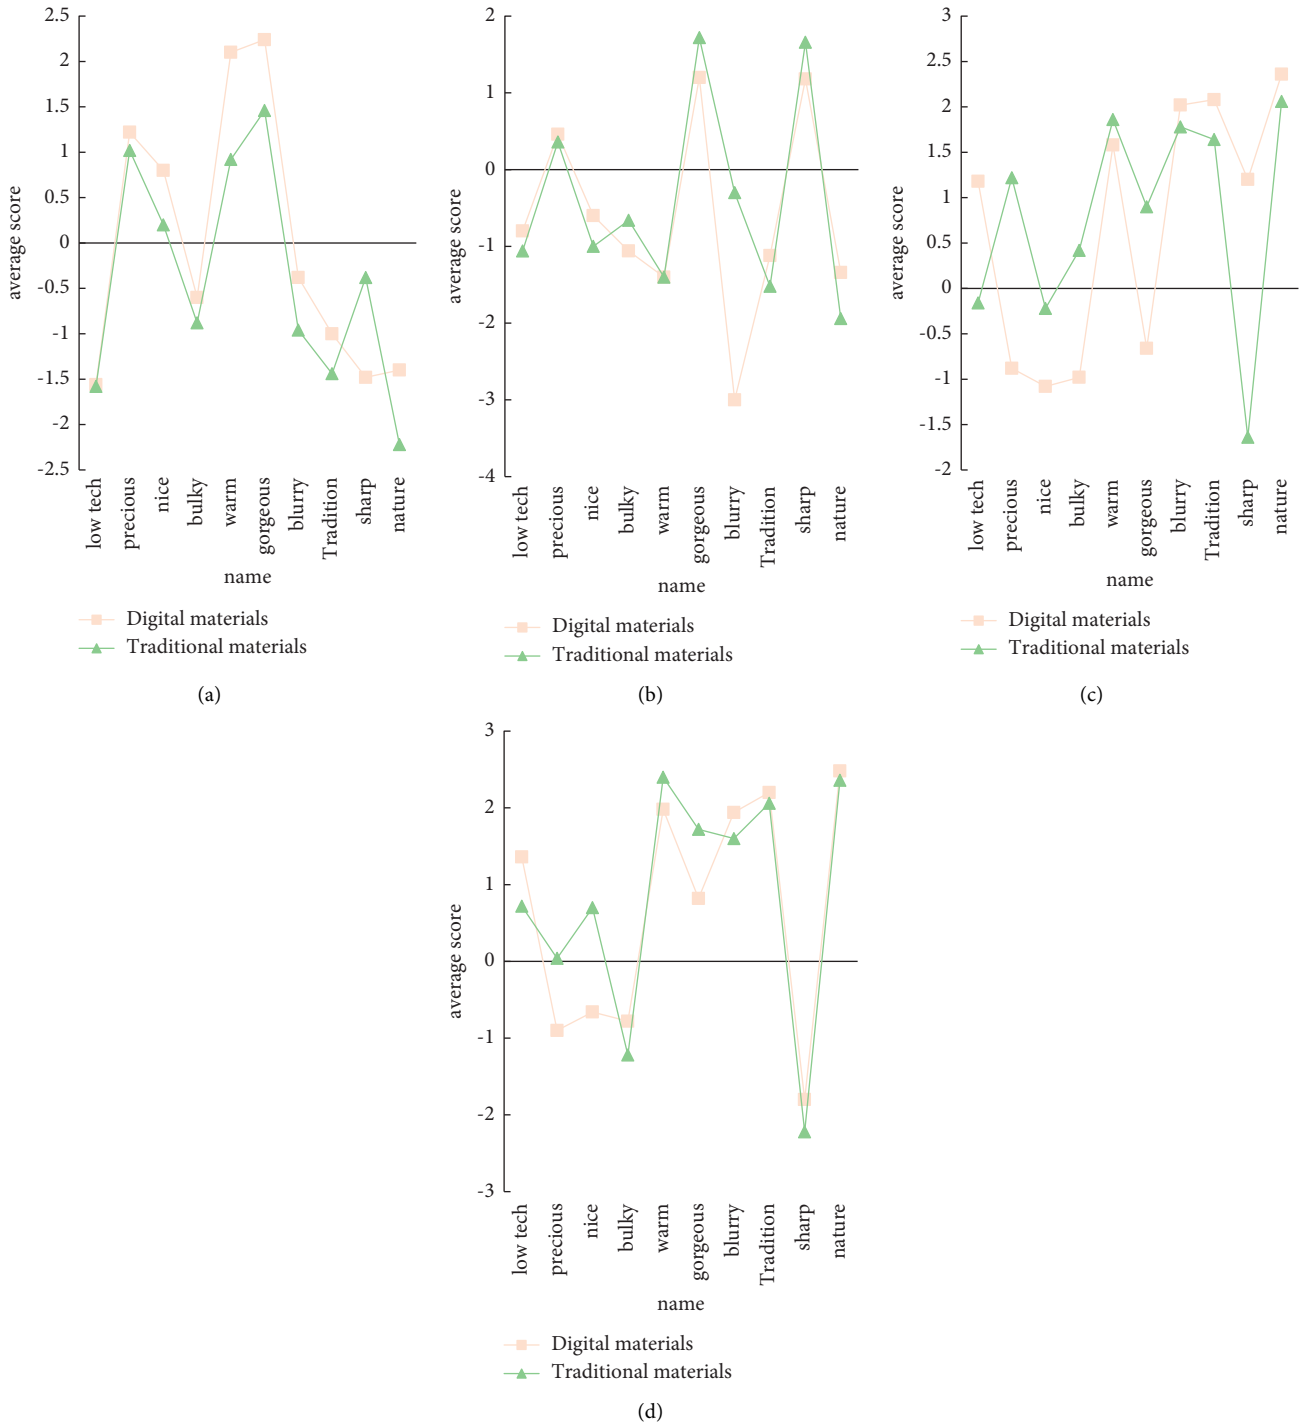 2.5
2
1.5
1
0.5
0
-0.5
-1
-1.5
-2
-2.5
average score
low tech
precious
nice
bulky
warm
gorgeous
blurry
Tradition
sharp
nature
name
Digital materials
Traditional materials
(a)
2
1
0
-1
-2
-3
-4
average score
low tech
precious
nice
bulky
warm
gorgeous
blurry
Tradition
sharp
nature
name
Digital materials
Traditional materials
(b)
3
2.5
2
1.5
1
0.5
0
-0.5
-1
-1.5
-2
average score
low tech
precious
nice
bulky
warm
gorgeous
blurry
Tradition
sharp
nature
name
Digital materials
Traditional materials
(c)
3
2
1
0
-1
-2
-3
average score
low tech
precious
nice
bulky
warm
gorgeous
blurry
Tradition
sharp
nature
name
Digital materials
Traditional materials
(d)